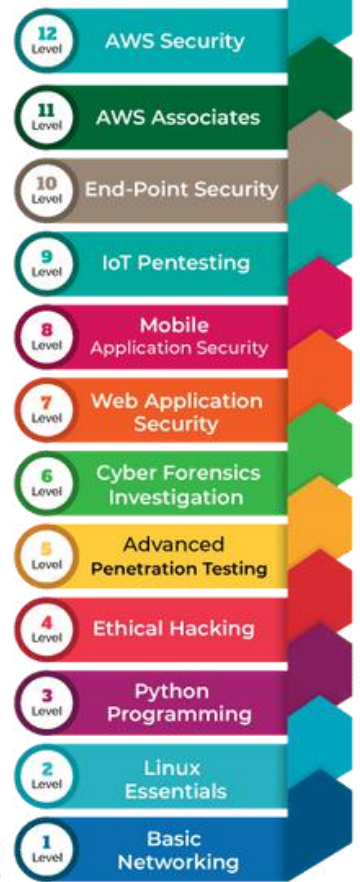 12
Level
AWS Security
11
Level
AWS Associates
10
Level
End-Point Security
9
Level
IoT Pentesting
8
Level
Mobile
Application Security
7
Level
Web Application
Security
6
Level
Cyber Forensics
Investigation
5
Level
Advanced
Penetration Testing
4
Level
Ethical Hacking
3
Level
Python
Programming
2
Level
Linux
Essentials
1
Level
Basic
Networking